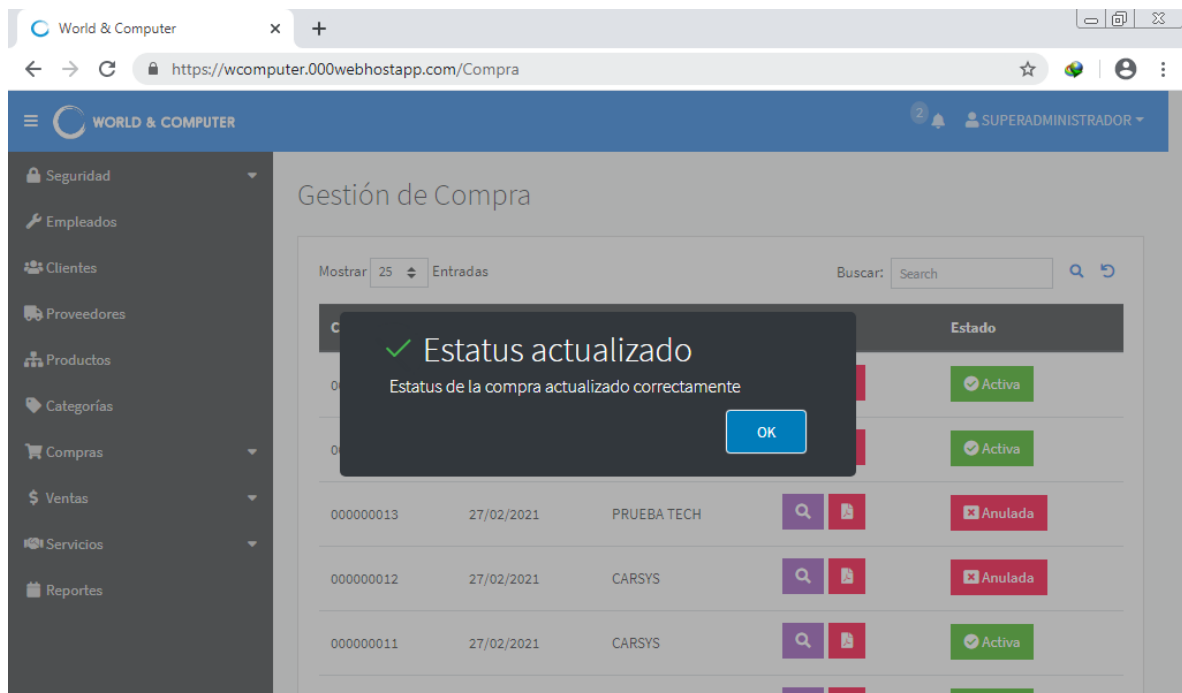 World & Computer
https://wcomputer.000webhostapp.com/Compra
WORLD & COMPUTER
2
SUPERADMINISTRADOR
Seguridad
Empleados
Clientes
Proveedores
Productos
Categorías
Compras
$ Ventas
Servicios
Reportes
Gestión de Compra
Mostrar 25 Entradas
Buscar: Search
Estado
Estatus actualizado
Estatus de la compra actualizado correctamente
OK
Activa
Activa
000000013 27/02/2021 PRUEBA TECH Anulada
000000012 27/02/2021 CARSYS Anulada
000000011 27/02/2021 CARSYS Activa